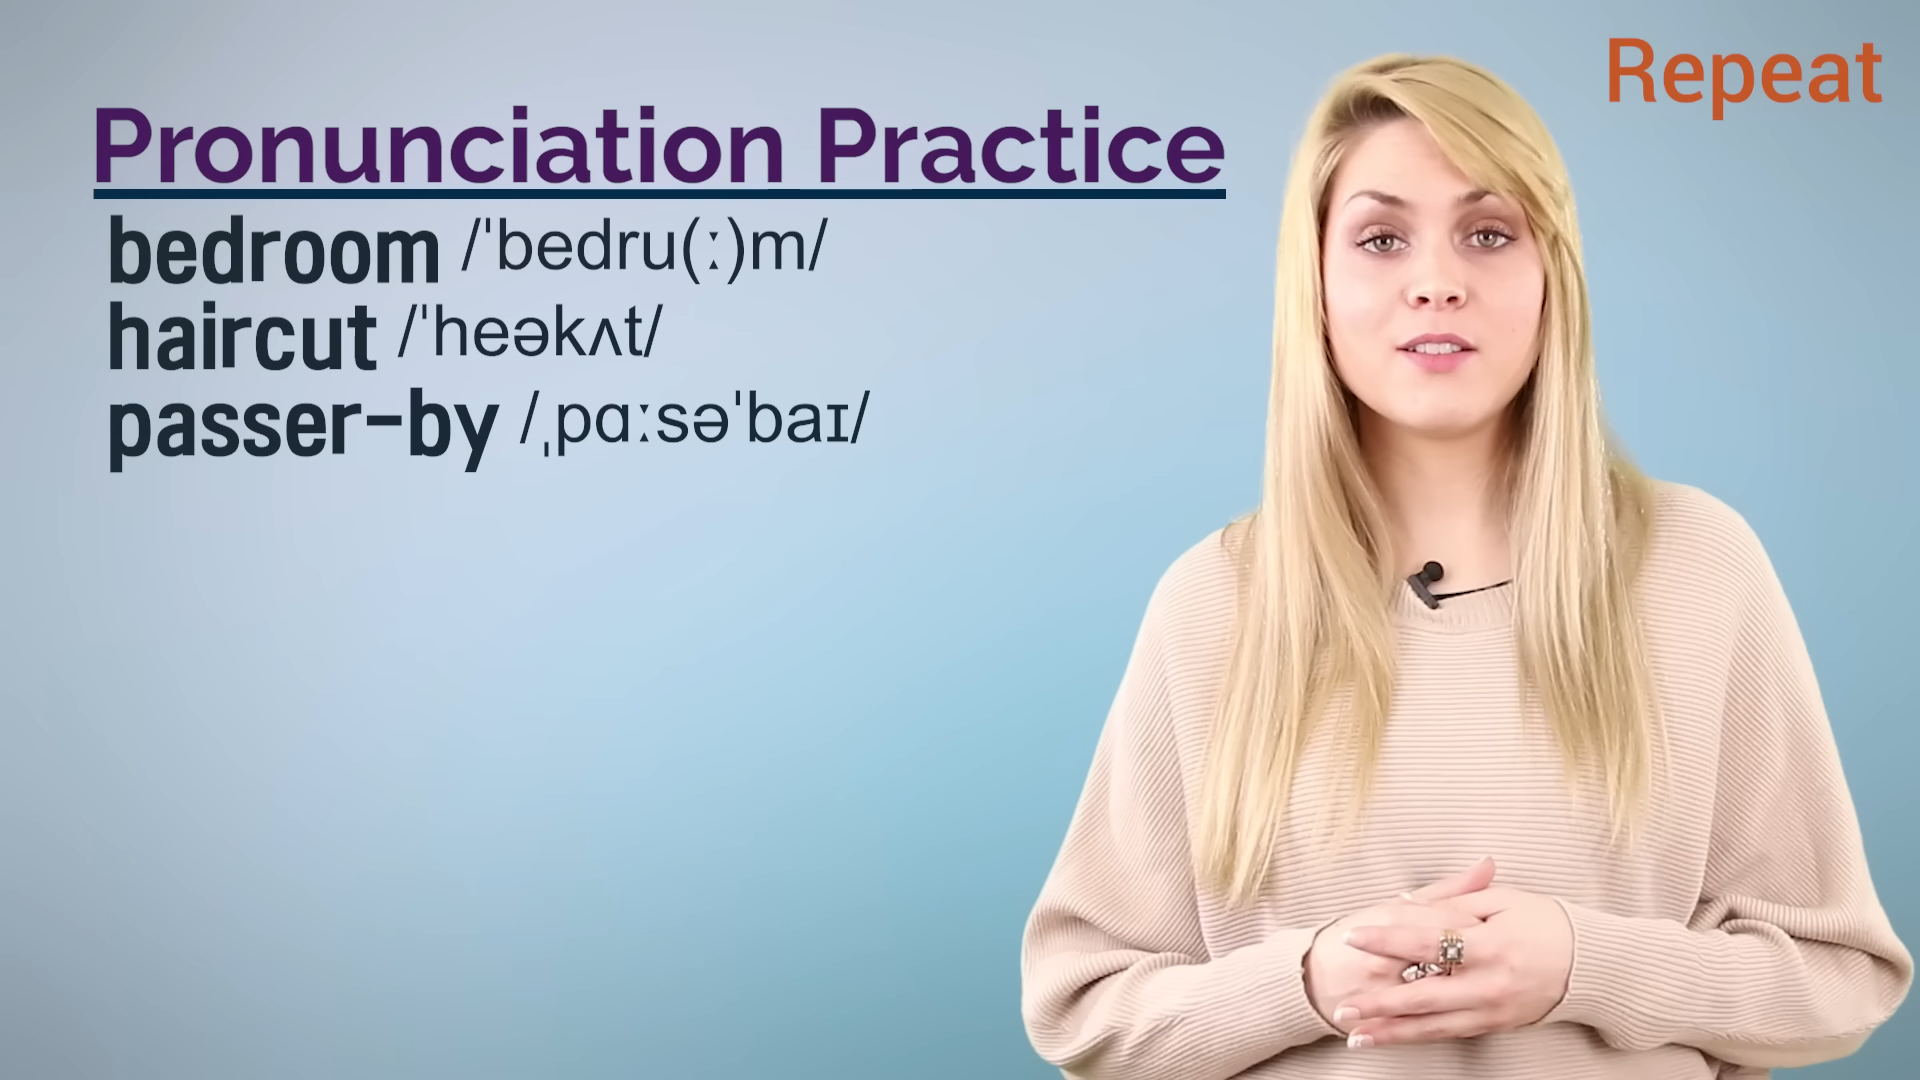 Repeat
Pronunciation Practice
bedroom /ˈbedru(ː)m/
haircut /ˈheəkʌt/
passer-by /ˌpɑːsəˈbaɪ/